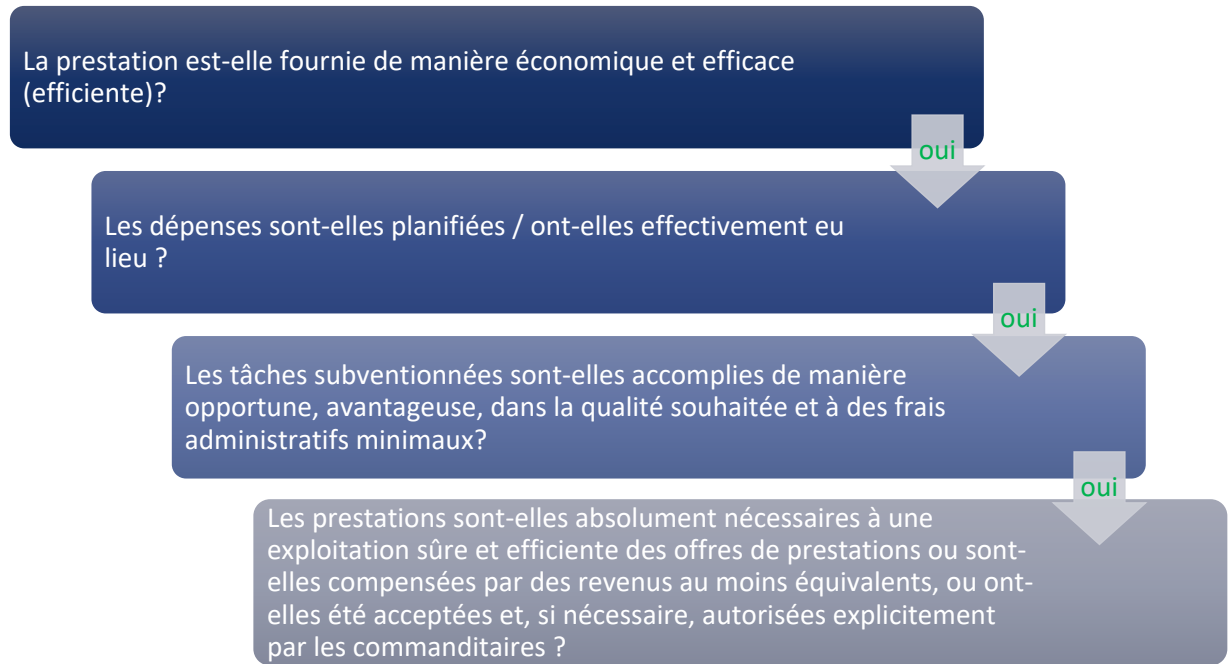 La prestation est-elle fournie de manière économique et efficace
(efficiente)?
oui
Les dépenses sont-elles planifiées / ont-elles effectivement eu
lieu ?
oui
Les tâches subventionnées sont-elles accomplies de manière
opportune, avantageuse, dans la qualité souhaitée et à des frais
administratifs minimaux?
oui
Les prestations sont-elles absolument nécessaires à une
exploitation sûre et efficiente des offres de prestations ou sont-
elles compensées par des revenus au moins équivalents, ou ont-
elles été acceptées et, si nécessaire, autorisées explicitement
par les commanditaires ?